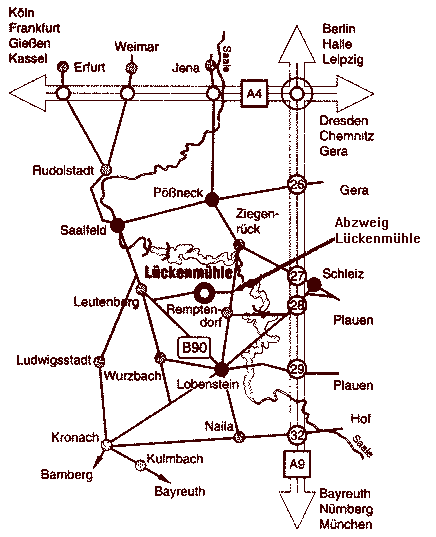 Köln
Frankfurt
Gießen
Kassel
Berlin
Halle
Leipzig
Weimar
Erfurt
Jena
Saale
A4
Dresden
Chemnitz
Gera
Rudolstadt
Pößneck
26
Gera
Ziegen-
rück
Abzweig
Lückenmühle
Saalfeld
Lückenmühle
27
Schleiz
Leutenberg
Rempten-
dorf
28
Plauen
B90
Ludwigsstadt
Wurzbach
Lobenstein
29
Plauen
Naila
Hof
32
Saale
Kronach
Kulmbach
Bamberg
Bayreuth
A9
Bayreuth
Nürnberg
München